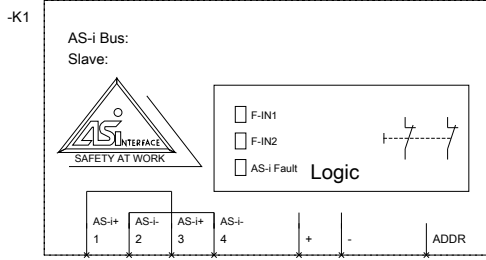 -K1
AS-i Bus:
Slave:
ASI INTERFACE
SAFETY AT WORK
F-IN1
F-IN2
AS-i Fault
Logic
AS-i+ AS-i- AS-i+ AS-i-
1 2 3 4 + - ADDR